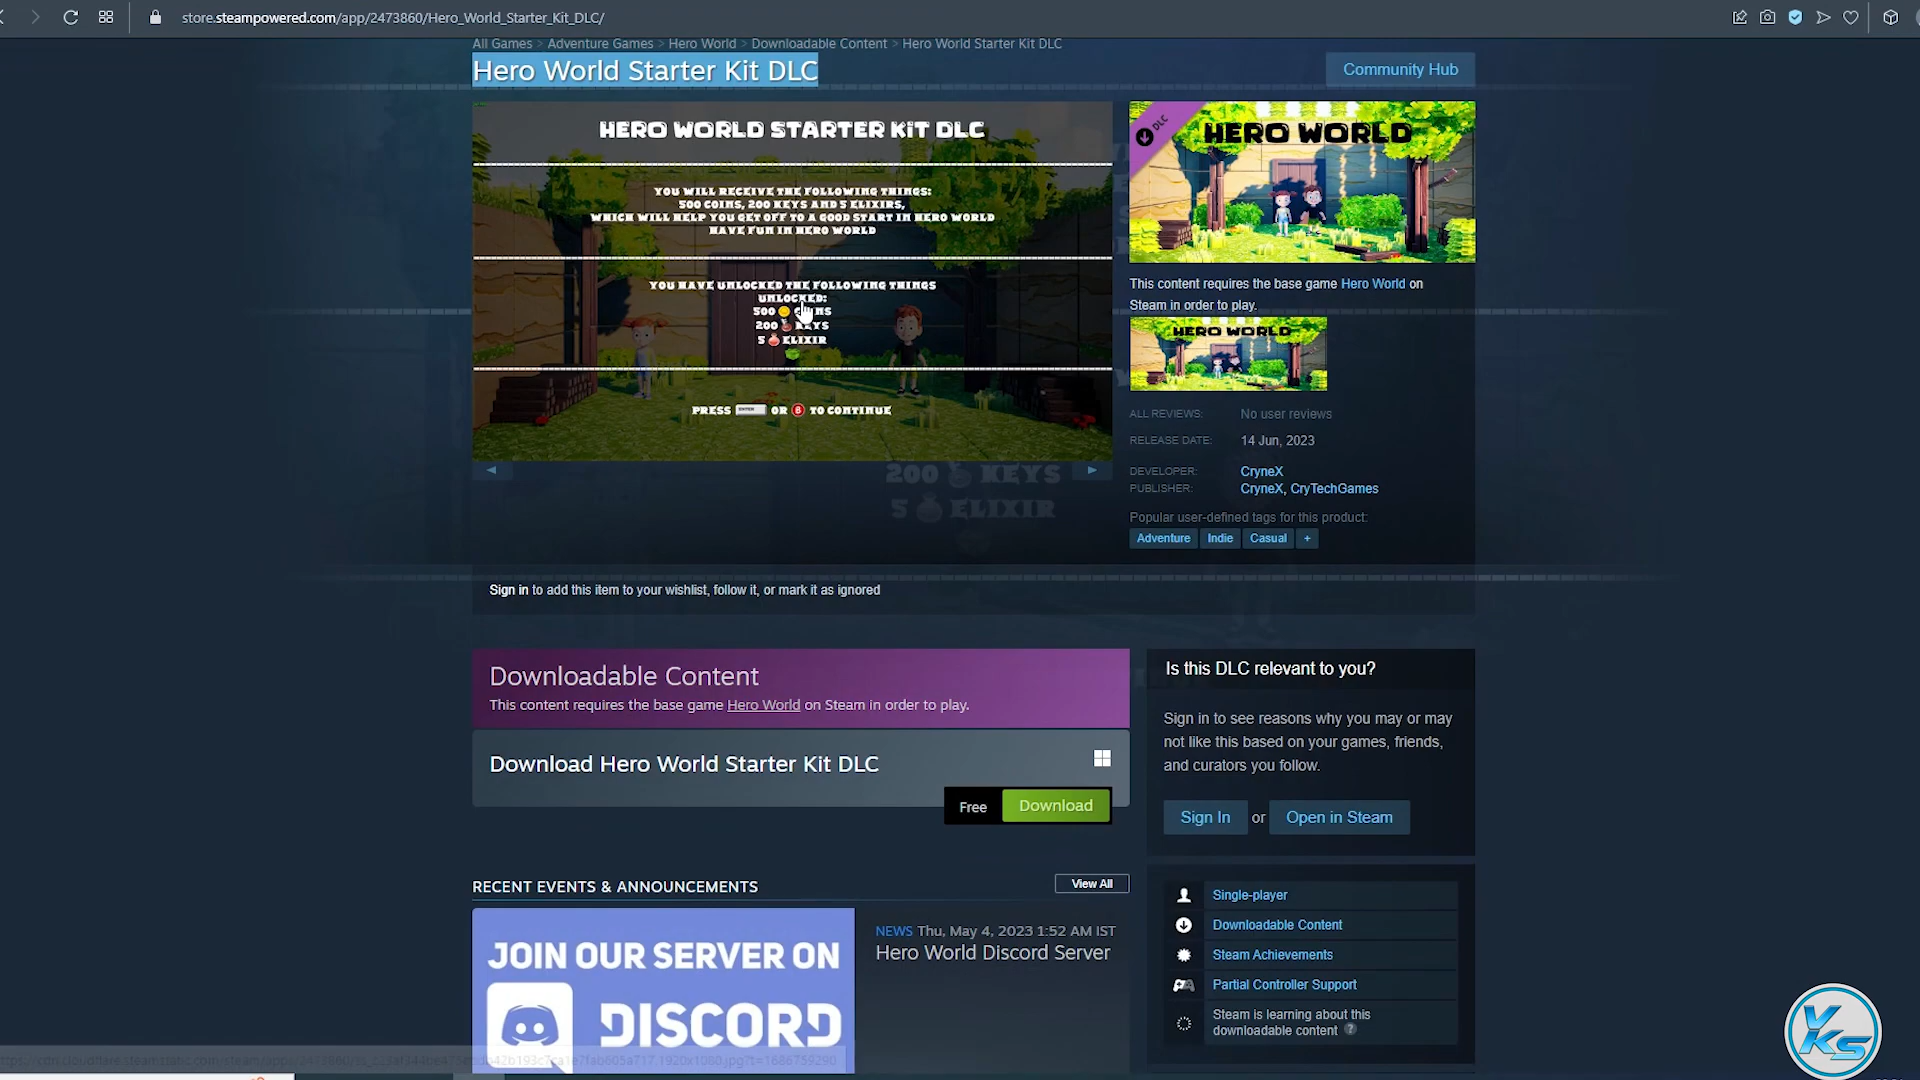 store.steampowered.com/app/2473860/Hero_World_Starter_Kit_DLC/
All Games > Adventure Games > Hero World > Downloadable Content > Hero World Starter Kit DLC
Hero World Starter Kit DLC
Community Hub
HERO WORLD STARTER KIT DLC
YOU WILL RECEIVE THE FOLLOWING THINGS:
500 COINS, 200 KEYS AND 5 ELIXIRS,
WHICH WILL HELP YOU GET OFF TO A GOOD START IN HERO WORLD
HAVE FUN IN HERO WORLD
YOU HAVE UNLOCKED THE FOLLOWING THINGS
UNLOCKED:
500 COINS
200 KEYS
5 ELIXIR
PRESS ENTER OR B TO CONTINUE
200 KEYS
5 ELIXIR
DLC
HERO WORLD
This content requires the base game Hero World on
Steam in order to play.
HERO WORLD
ALL REVIEWS: No user reviews
RELEASE DATE: 14 Jun, 2023
DEVELOPER: CryneX
PUBLISHER: CryneX, CryTechGames
Popular user-defined tags for this product:
Adventure Indie Casual +
Sign in to add this item to your wishlist, follow it, or mark it as ignored
Downloadable Content
This content requires the base game Hero World on Steam in order to play.
Download Hero World Starter Kit DLC
Free Download
Is this DLC relevant to you?
Sign in to see reasons why you may or may
not like this based on your games, friends,
and curators you follow.
Sign In or Open in Steam
RECENT EVENTS & ANNOUNCEMENTS
View All
JOIN OUR SERVER ON
DISCORD
NEWS Thu, May 4, 2023 1:52 AM IST
Hero World Discord Server
Single-player
Downloadable Content
Steam Achievements
Partial Controller Support
Steam is learning about this
downloadable content ?
YKS